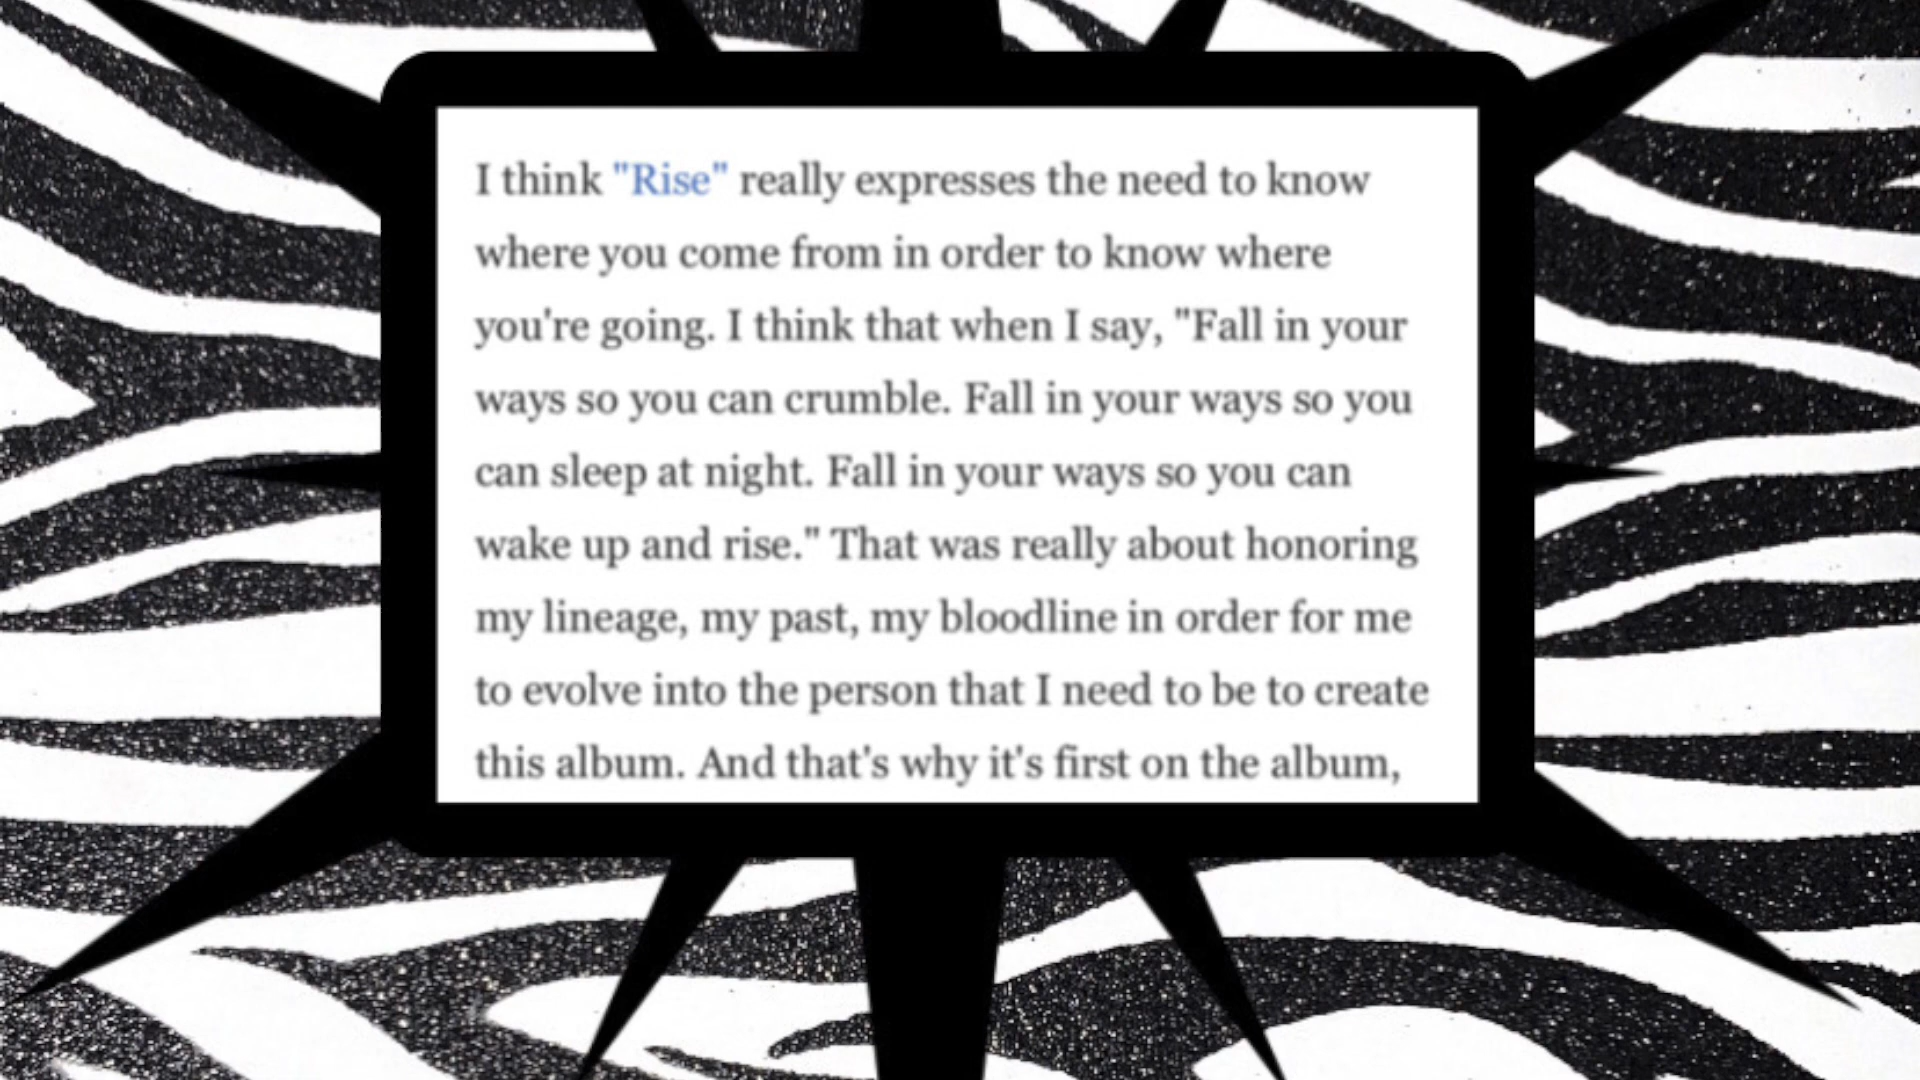 I think "Rise" really expresses the need to know
where you come from in order to know where
you're going. I think that when I say, "Fall in your
ways so you can crumble. Fall in your ways so you
can sleep at night. Fall in your ways so you can
wake up and rise." That was really about honoring
my lineage, my past, my bloodline in order for me
to evolve into the person that I need to be to create
this album. And that's why it's first on the album,